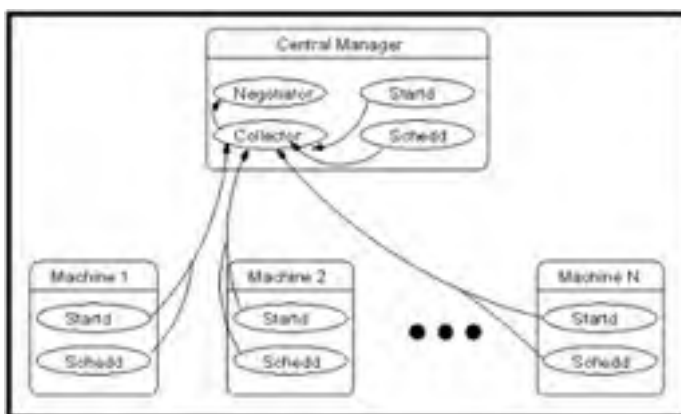 Central Manager
Negotiator
Startd
Collector
Schedd
Machine 1
Startd
Schedd
Machine 2
Startd
Schedd
Machine N
Startd
Schedd